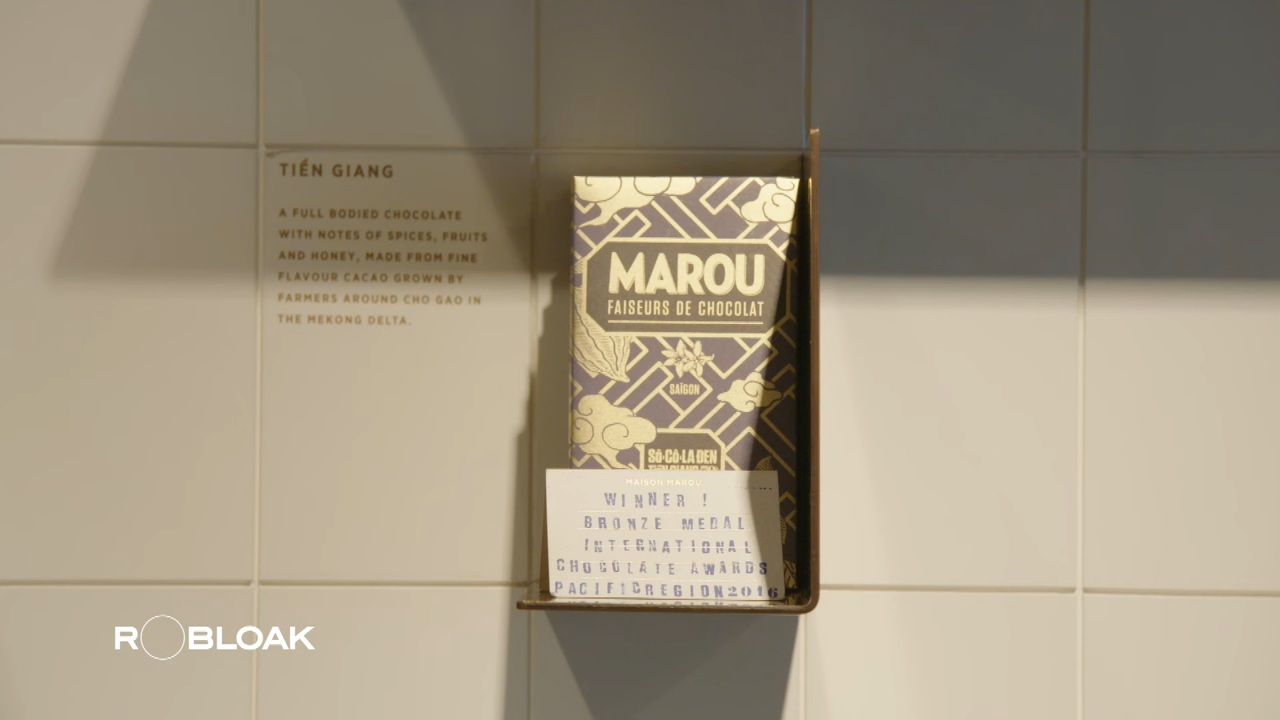 TIỀN GIANG
A FULL BODIED CHOCOLATE
WITH NOTES OF SPICES, FRUITS
AND HONEY, MADE FROM FINE
FLAVOUR CACAO GROWN BY
FARMERS AROUND CHO GAO IN
THE MEKONG DELTA.
MAROU
FAISEURS DE CHOCOLAT
SAÏGON
SÔ-CÔ-LA ĐEN
MAISON MAROU
WINNER !
BRONZE MEDAL
INTERNATIONAL
CHOCOLATE AWARDS
PACIFIC REGION 2016
ROBLOAK